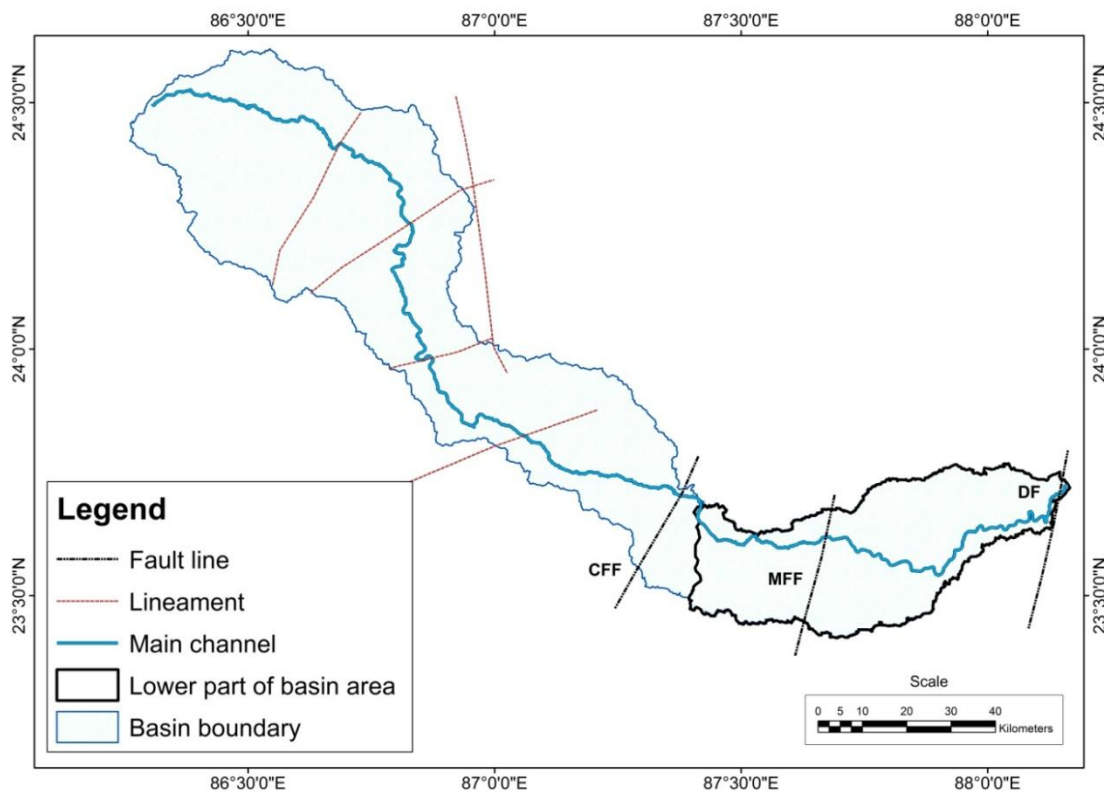 86°30'0"E
87°0'0"E
87°30'0"E
88°0'0"E
24°30'0"N
24°30'0"N
24°0'0"N
24°0'0"N
DF
CFF
MFF
23°30'0"N
23°30'0"N
Legend
Fault line
Lineament
Main channel
Lower part of basin area
Basin boundary
Scale
0 5 10 20 30 40
Kilometers
86°30'0"E
87°0'0"E
87°30'0"E
88°0'0"E